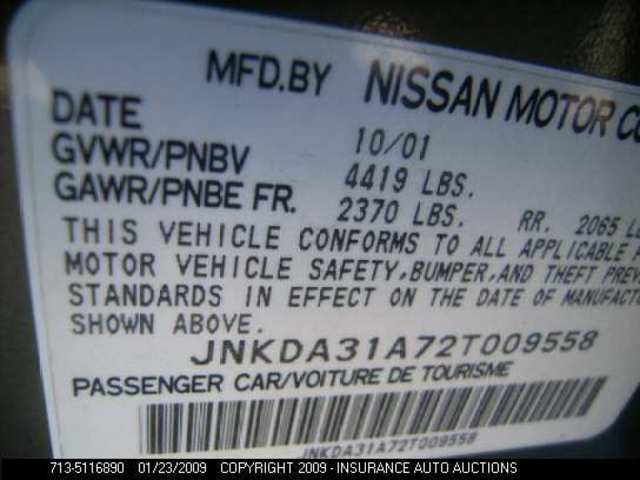 MFD.BY NISSAN MOTOR CO
DATE 10/01
GVWR/PNBV 4419 LBS.
GAWR/PNBE FR. 2370 LBS. RR. 2065 LB
THIS VEHICLE CONFORMS TO ALL APPLICABLE F
MOTOR VEHICLE SAFETY,BUMPER,AND THEFT PREV
STANDARDS IN EFFECT ON THE DATE OF MANUFACT
SHOWN ABOVE.
JNKDA31A72T009558
PASSENGER CAR/VOITURE DE TOURISME
JNKDA31A72T009558
713-5116890 01/23/2009 COPYRIGHT 2009 - INSURANCE AUTO AUCTIONS